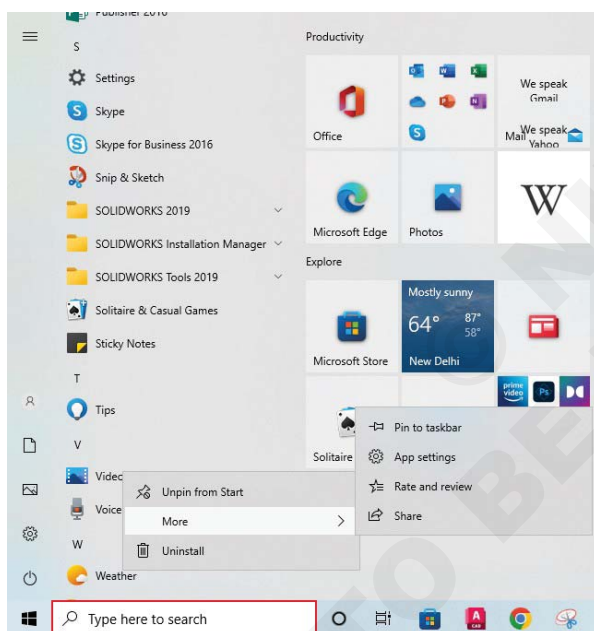 Publisher 2016
S
Settings
Skype
Skype for Business 2016
Snip & Sketch
SOLIDWORKS 2019
SOLIDWORKS Installation Manager
SOLIDWORKS Tools 2019
Solitaire & Casual Games
Sticky Notes
T
Tips
V
Video
Voice
W
Weather
Productivity
Office
We speak
Gmail
Mail
We speak
Yahoo
Microsoft Edge
Photos
W
Explore
Microsoft Store
Mostly sunny
64° 87°
58°
New Delhi
prime
video
Ps
Solitaire
Unpin from Start
More
Uninstall
Pin to taskbar
App settings
Rate and review
Share
Type here to search
A
CAD
TO BE